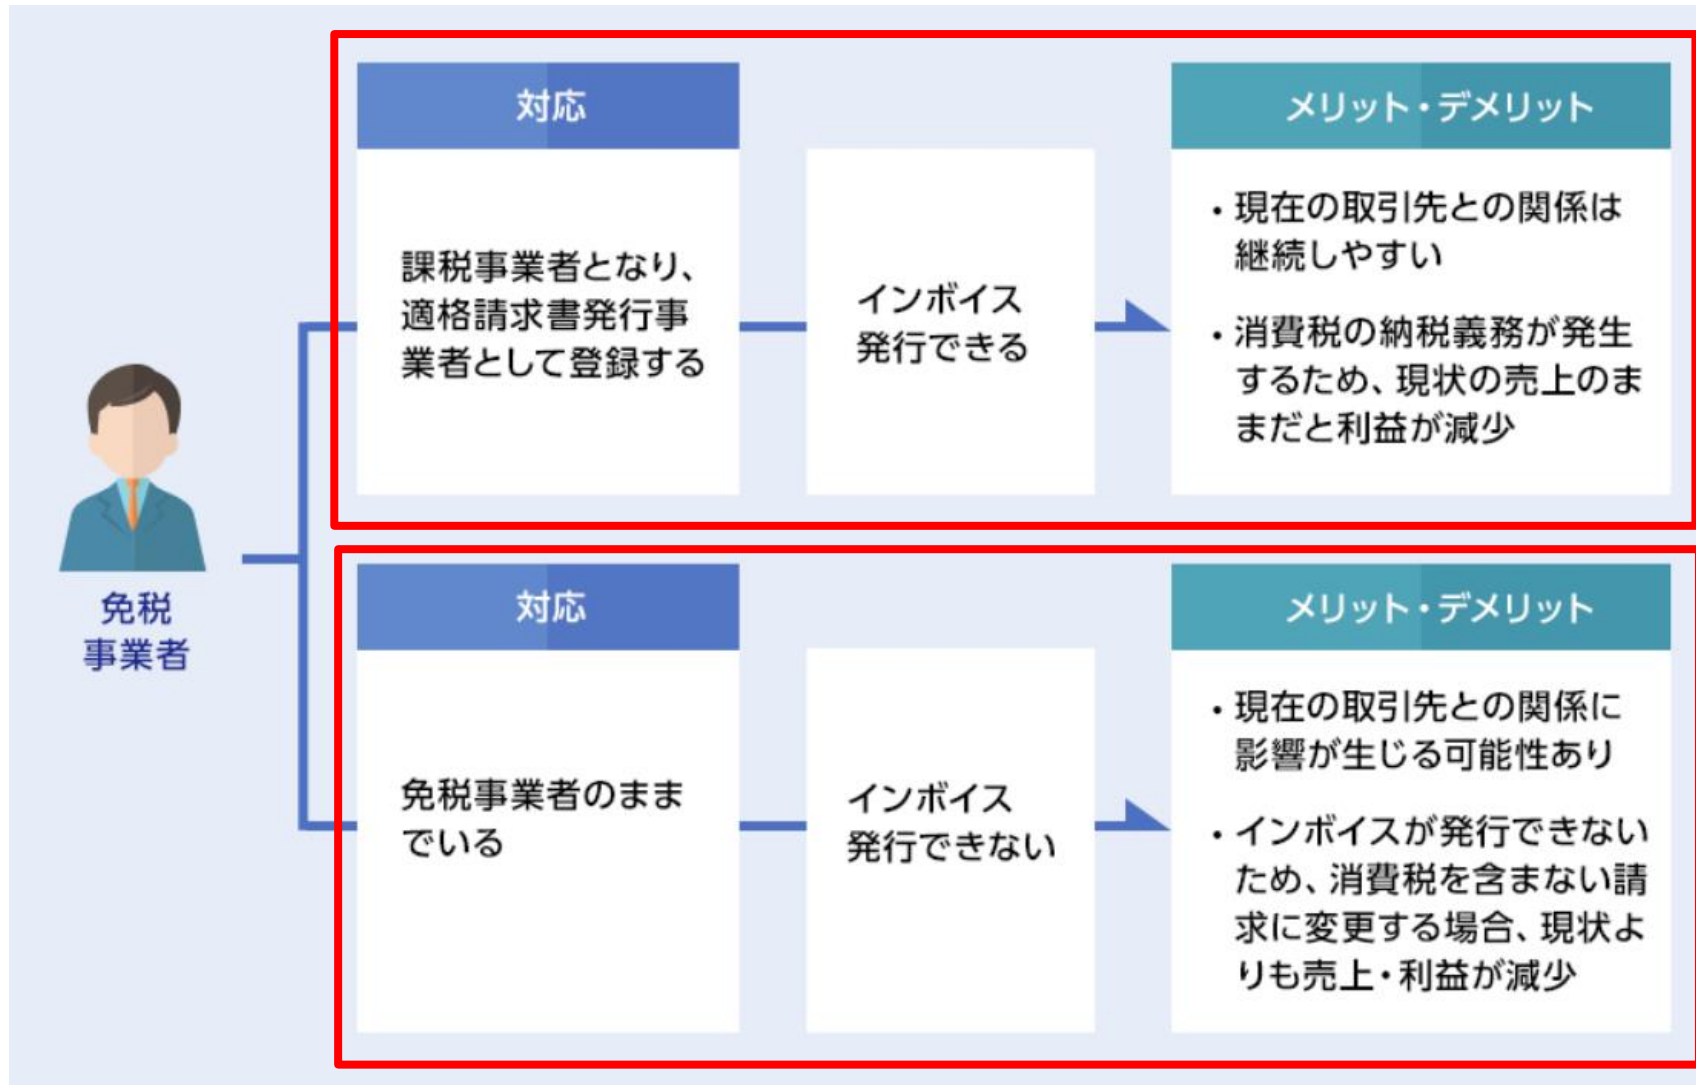 対応
メリット・デメリット
課税事業者となり、
適格請求書発行事
業者として登録する
インボイス
発行できる
・現在の取引先との関係は
継続しやすい
・消費税の納税義務が発生
するため、現状の売上のま
まだと利益が減少
免税
事業者
対応
メリット・デメリット
免税事業者のまま
でいる
インボイス
発行できない
・現在の取引先との関係に
影響が生じる可能性あり
・インボイスが発行できない
ため、消費税を含まない請
求に変更する場合、現状よ
りも売上・利益が減少